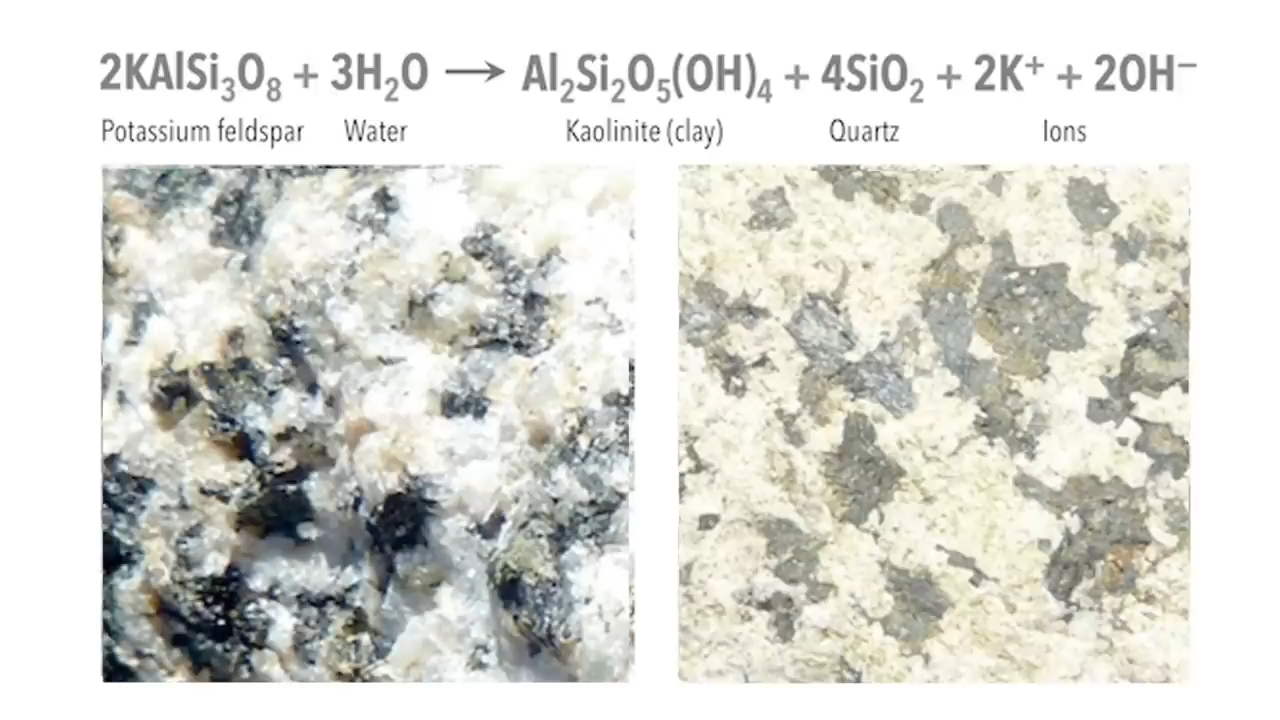 2KAlSi₃O₈ + 3H₂O → Al₂Si₂O₅(OH)₄ + 4SiO₂ + 2K⁺ + 2OH⁻
Potassium feldspar Water Kaolinite (clay) Quartz Ions